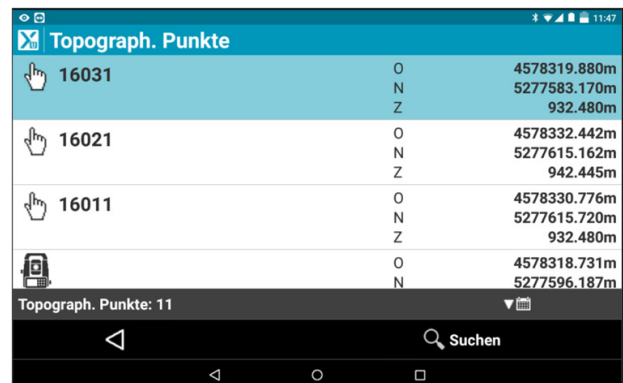 11:47
Topograph. Punkte
16031
O 4578319.880m
N 5277583.170m
Z 932.480m
16021
O 4578332.442m
N 5277615.162m
Z 942.445m
16011
O 4578330.776m
N 5277615.720m
Z 932.480m
O 4578318.731m
N 5277596.187m
Topograph. Punkte: 11
Suchen